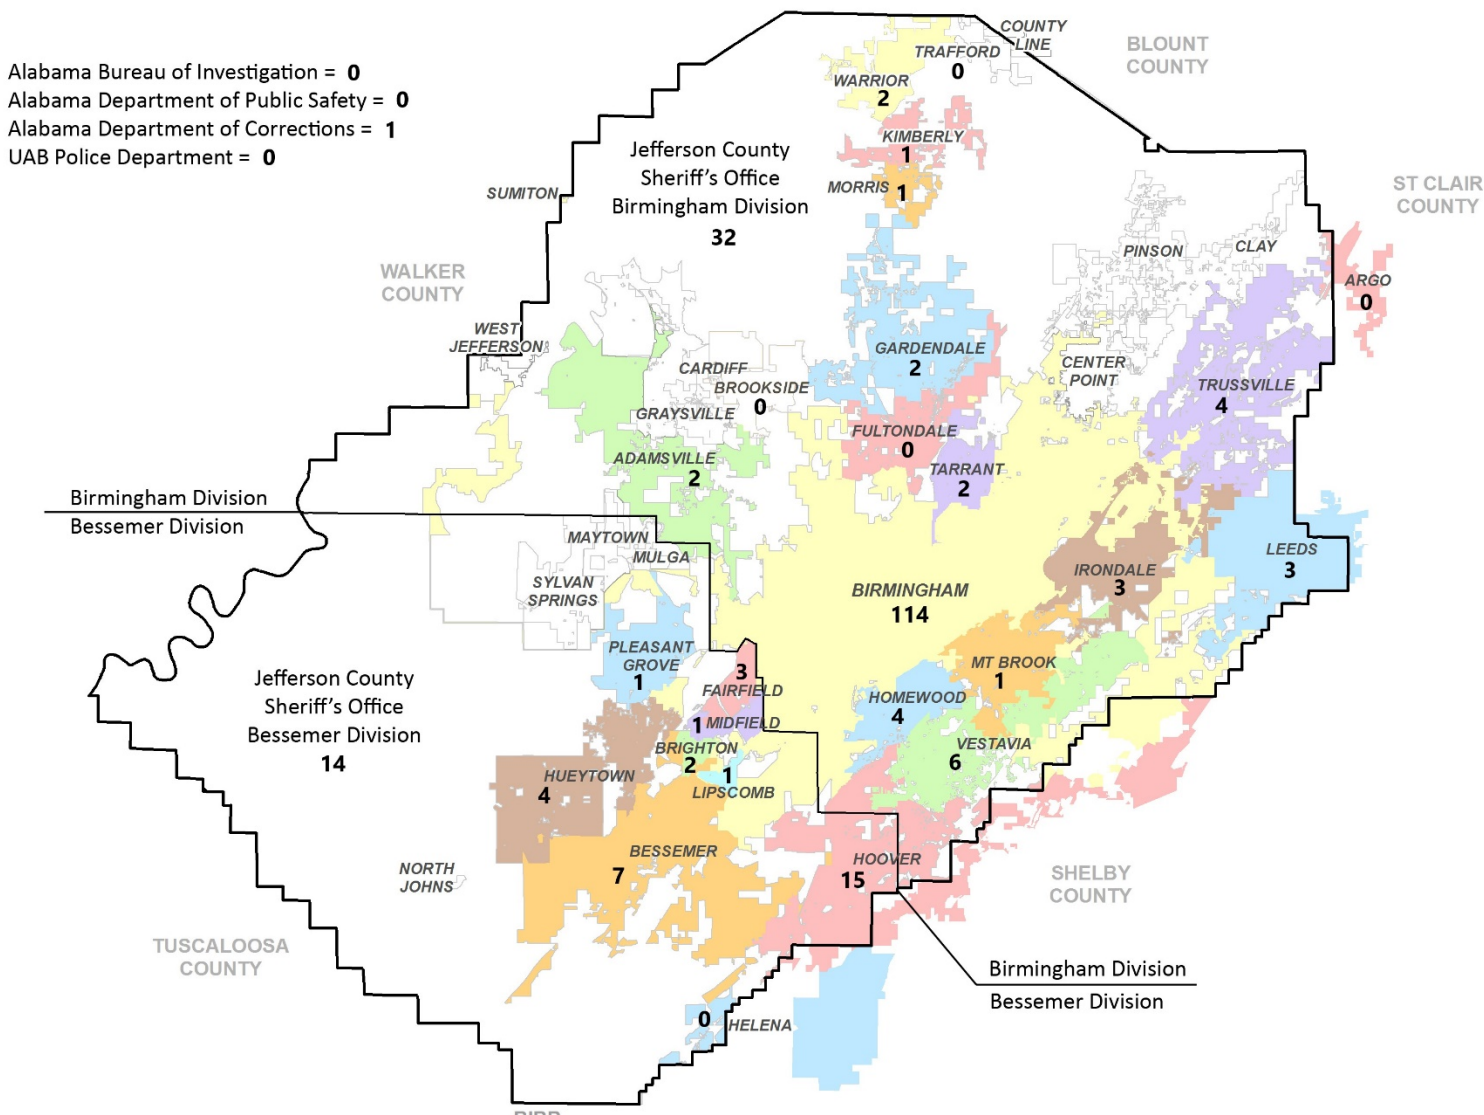 Alabama Bureau of Investigation = 0
Alabama Department of Public Safety = 0
Alabama Department of Corrections = 1
UAB Police Department = 0
COUNTY
LINE
TRAFFORD
0
BLOUNT
COUNTY
WARRIOR
2
KIMBERLY
1
Jefferson County
Sheriff's Office
Birmingham Division
32
MORRIS
1
SUMITON
ST CLAIR
COUNTY
PINSON
CLAY
WALKER
COUNTY
ARGO
0
WEST
JEFFERSON
GARDENDALE
2
CARDIFF
BROOKSIDE
0
CENTER
POINT
TRUSSVILLE
4
GRAYSVILLE
FULTONDALE
0
ADAMSVILLE
2
TARRANT
2
Birmingham Division
Bessemer Division
MAYTOWN
MULGA
LEEDS
3
SYLVAN
SPRINGS
IRONDALE
3
BIRMINGHAM
114
PLEASANT
GROVE
1
MT BROOK
1
3
FAIRFIELD
Jefferson County
Sheriff's Office
Bessemer Division
14
HOMEWOOD
4
1 MIDFIELD
BRIGHTON
2
VESTAVIA
6
HUEYTOWN
4
1
LIPSCOMB
BESSEMER
7
HOOVER
15
NORTH
JOHNS
SHELBY
COUNTY
TUSCALOOSA
COUNTY
Birmingham Division
Bessemer Division
0
HELENA
BIBB